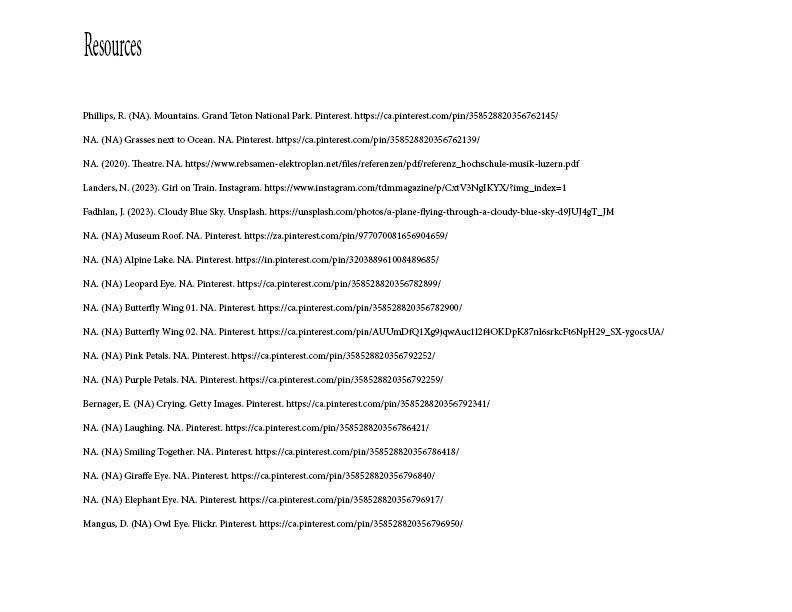 Resources
Phillips, R. (NA). Mountains. Grand Teton National Park. Pinterest. https://ca.pinterest.com/pin/358528820356762145/
NA. (NA) Grasses next to Ocean. NA. Pinterest. https://ca.pinterest.com/pin/358528820356762139/
NA. (2020). Theatre. NA. https://www.rebsamen-elektroplan.net/files/referenzen/pdf/referenz_hochschule-musik-luzern.pdf
Landers, N. (2023). Girl on Train. Instagram. https://www.instagram.com/tdmmagazine/p/CxtV3NgIKYX/?img_index=1
Fadhlan, J. (2023). Cloudy Blue Sky. Unsplash. https://unsplash.com/photos/a-plane-flying-through-a-cloudy-blue-sky-d9JUJ4gT_JM
NA. (NA) Museum Roof. NA. Pinterest. https://za.pinterest.com/pin/977070081656904659/
NA. (NA) Alpine Lake. NA. Pinterest. https://in.pinterest.com/pin/320388961008489685/
NA. (NA) Leopard Eye. NA. Pinterest. https://ca.pinterest.com/pin/358528820356782899/
NA. (NA) Butterfly Wing 01. NA. Pinterest. https://ca.pinterest.com/pin/358528820356782900/
NA. (NA) Butterfly Wing 02. NA. Pinterest. https://ca.pinterest.com/pin/AUUmDfQ1Xg9jqwAuc1l2f4OKDpK87nl6srkcFt6NpH29_SX-ygocsUA/
NA. (NA) Pink Petals. NA. Pinterest. https://ca.pinterest.com/pin/358528820356792252/
NA. (NA) Purple Petals. NA. Pinterest. https://ca.pinterest.com/pin/358528820356792259/
Bernager, E. (NA) Crying. Getty Images. Pinterest. https://ca.pinterest.com/pin/358528820356792341/
NA. (NA) Laughing. NA. Pinterest. https://ca.pinterest.com/pin/358528820356786421/
NA. (NA) Smiling Together. NA. Pinterest. https://ca.pinterest.com/pin/358528820356786418/
NA. (NA) Giraffe Eye. NA. Pinterest. https://ca.pinterest.com/pin/358528820356796840/
NA. (NA) Elephant Eye. NA. Pinterest. https://ca.pinterest.com/pin/358528820356796917/
Mangus, D. (NA) Owl Eye. Flickr. Pinterest. https://ca.pinterest.com/pin/358528820356796950/